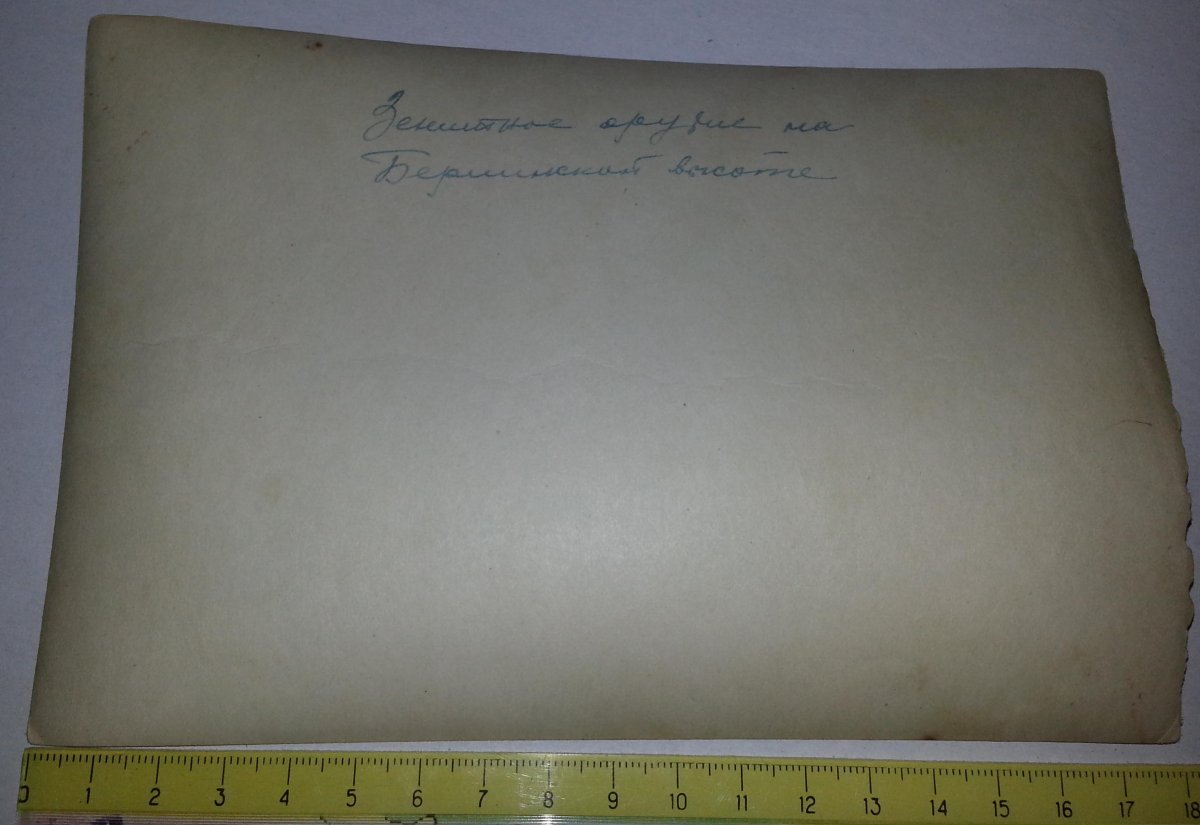 Зенитное орудие на
Берлинской высоте
0 1 2 3 4 5 6 7 8 9 10 11 12 13 14 15 16 17 18